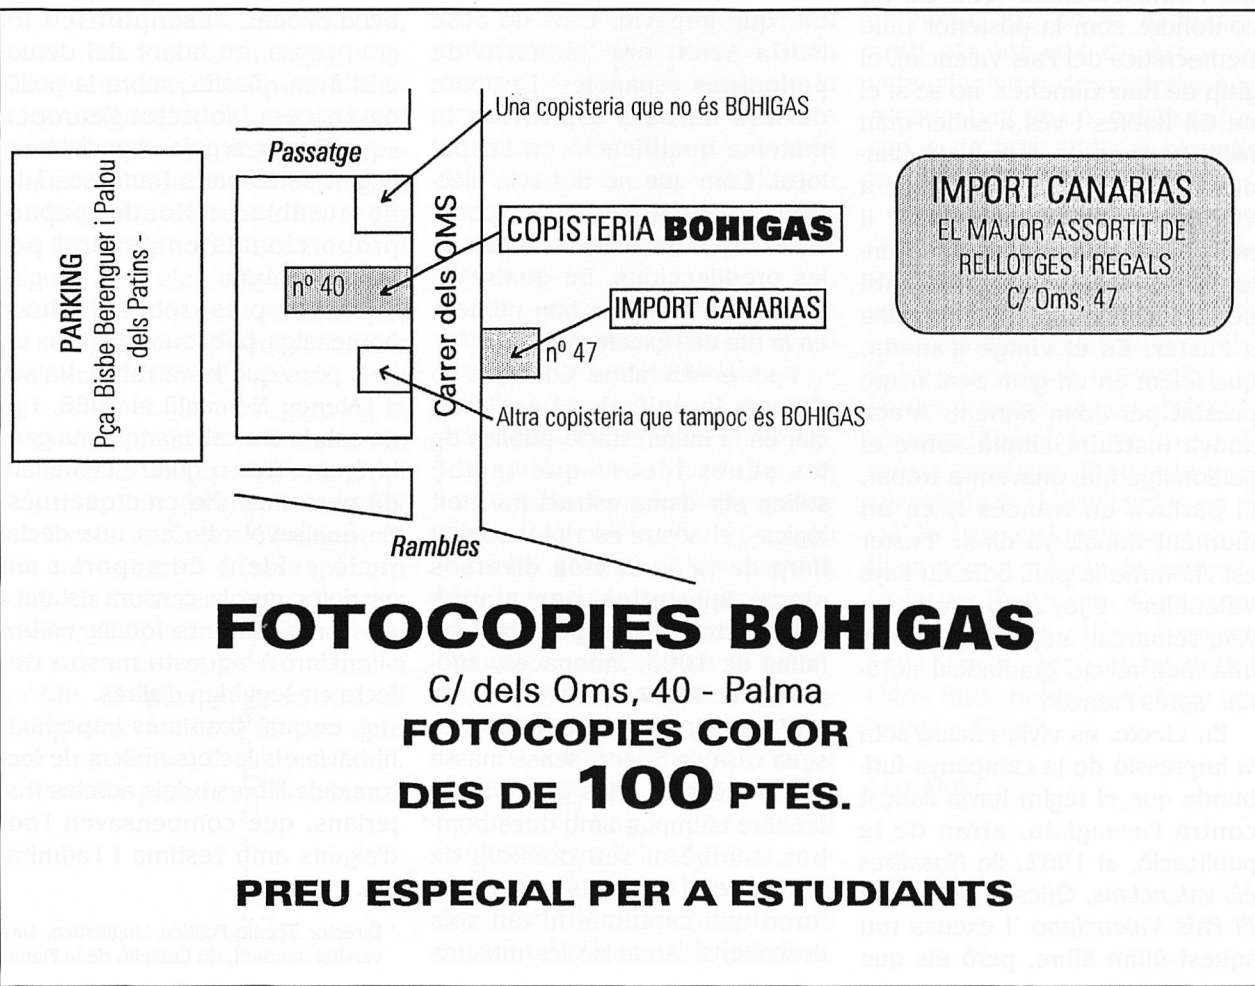 Una copisteria que no és BOHIGAS
Passatge
PARKING
Pça. Bisbe Berenguer i Palou
- dels Patins -
Carrer dels OMS
COPISTERIA BOHIGAS
nº 40
IMPORT CANARIAS
nº 47
Altra copisteria que tampoc és BOHIGAS
Rambles
IMPORT CANARIAS
EL MAJOR ASSORTIT DE
RELLOTGES I REGALS
C/ Oms, 47
FOTOCOPIES BOHIGAS
C/ dels Oms, 40 - Palma
FOTOCOPIES COLOR
DES DE 100 PTES.
PREU ESPECIAL PER A ESTUDIANTS